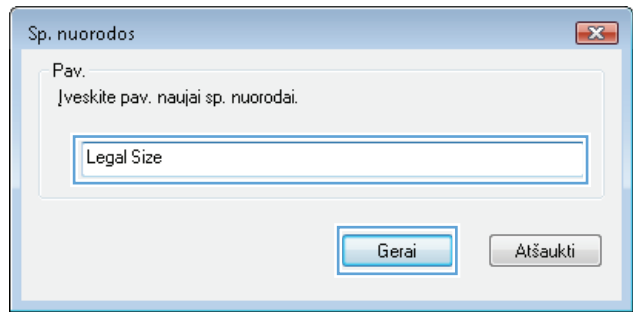 Sp. nuorodos
Pav.
Įveskite pav. naujai sp. nuorodai.
Legal Size
Gerai
Atšaukti